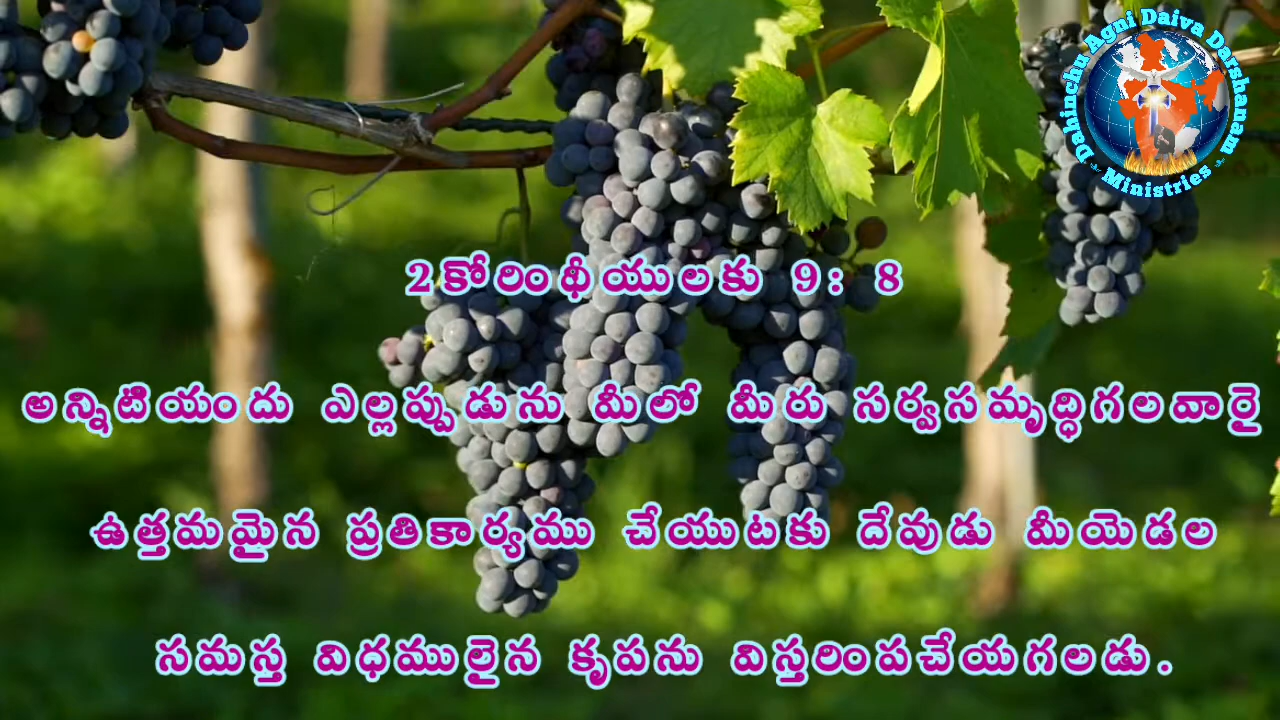 Dahinchu Agni Daiva Darshanam
Ministries
2కోరింథీయులకు 9: 8
అన్నిటియందు ఎల్లప్పుడును మీలో మీరు సర్వసమృద్ధిగలవారై
ఉత్తమమైన ప్రతికార్యము చేయుటకు దేవుడు మీయెడల
సమస్త విధములైన కృపను విస్తరింపచేయగలడు.